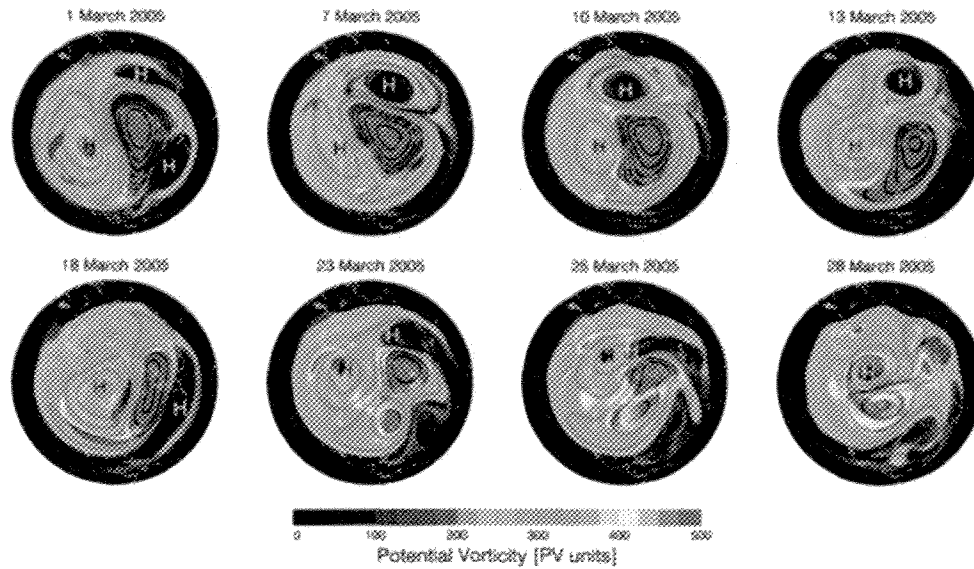 1 March 2005 7 March 2005 10 March 2005 13 March 2005
H H H H
H H H H
H
18 March 2005 23 March 2005 25 March 2005 28 March 2005
H H
H H
0 100 200 300 400 500
Potential Vorticity [PV units]